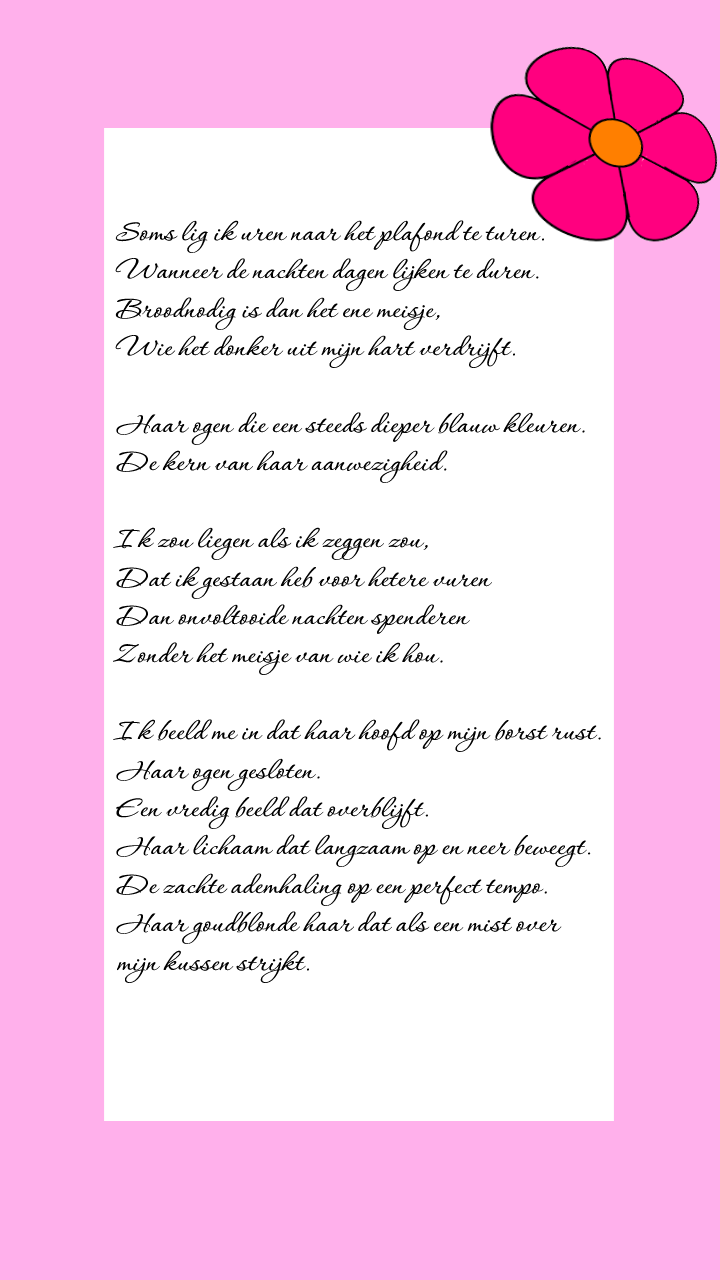 Soms lig ik uren naar het plafond te turen.
Wanneer de nachten dagen lijken te duren.
Broodnodig is dan het ene meisje,
Wie het donker uit mijn hart verdrijft.
Haar ogen die een steeds dieper blauw kleuren.
De kern van haar aanwezigheid.
Ik zou liegen als ik zeggen zou,
Dat ik gestaan heb voor hetere vuren
Dan onvoltooide nachten spenderen
Zonder het meisje van wie ik hou.
Ik beeld me in dat haar hoofd op mijn borst rust.
Haar ogen gesloten.
Een vredig beeld dat overblijft.
Haar lichaam dat langzaam op en neer beweegt.
De zachte ademhaling op een perfect tempo.
Haar goudblonde haar dat als een mist over
mijn kussen strijkt.